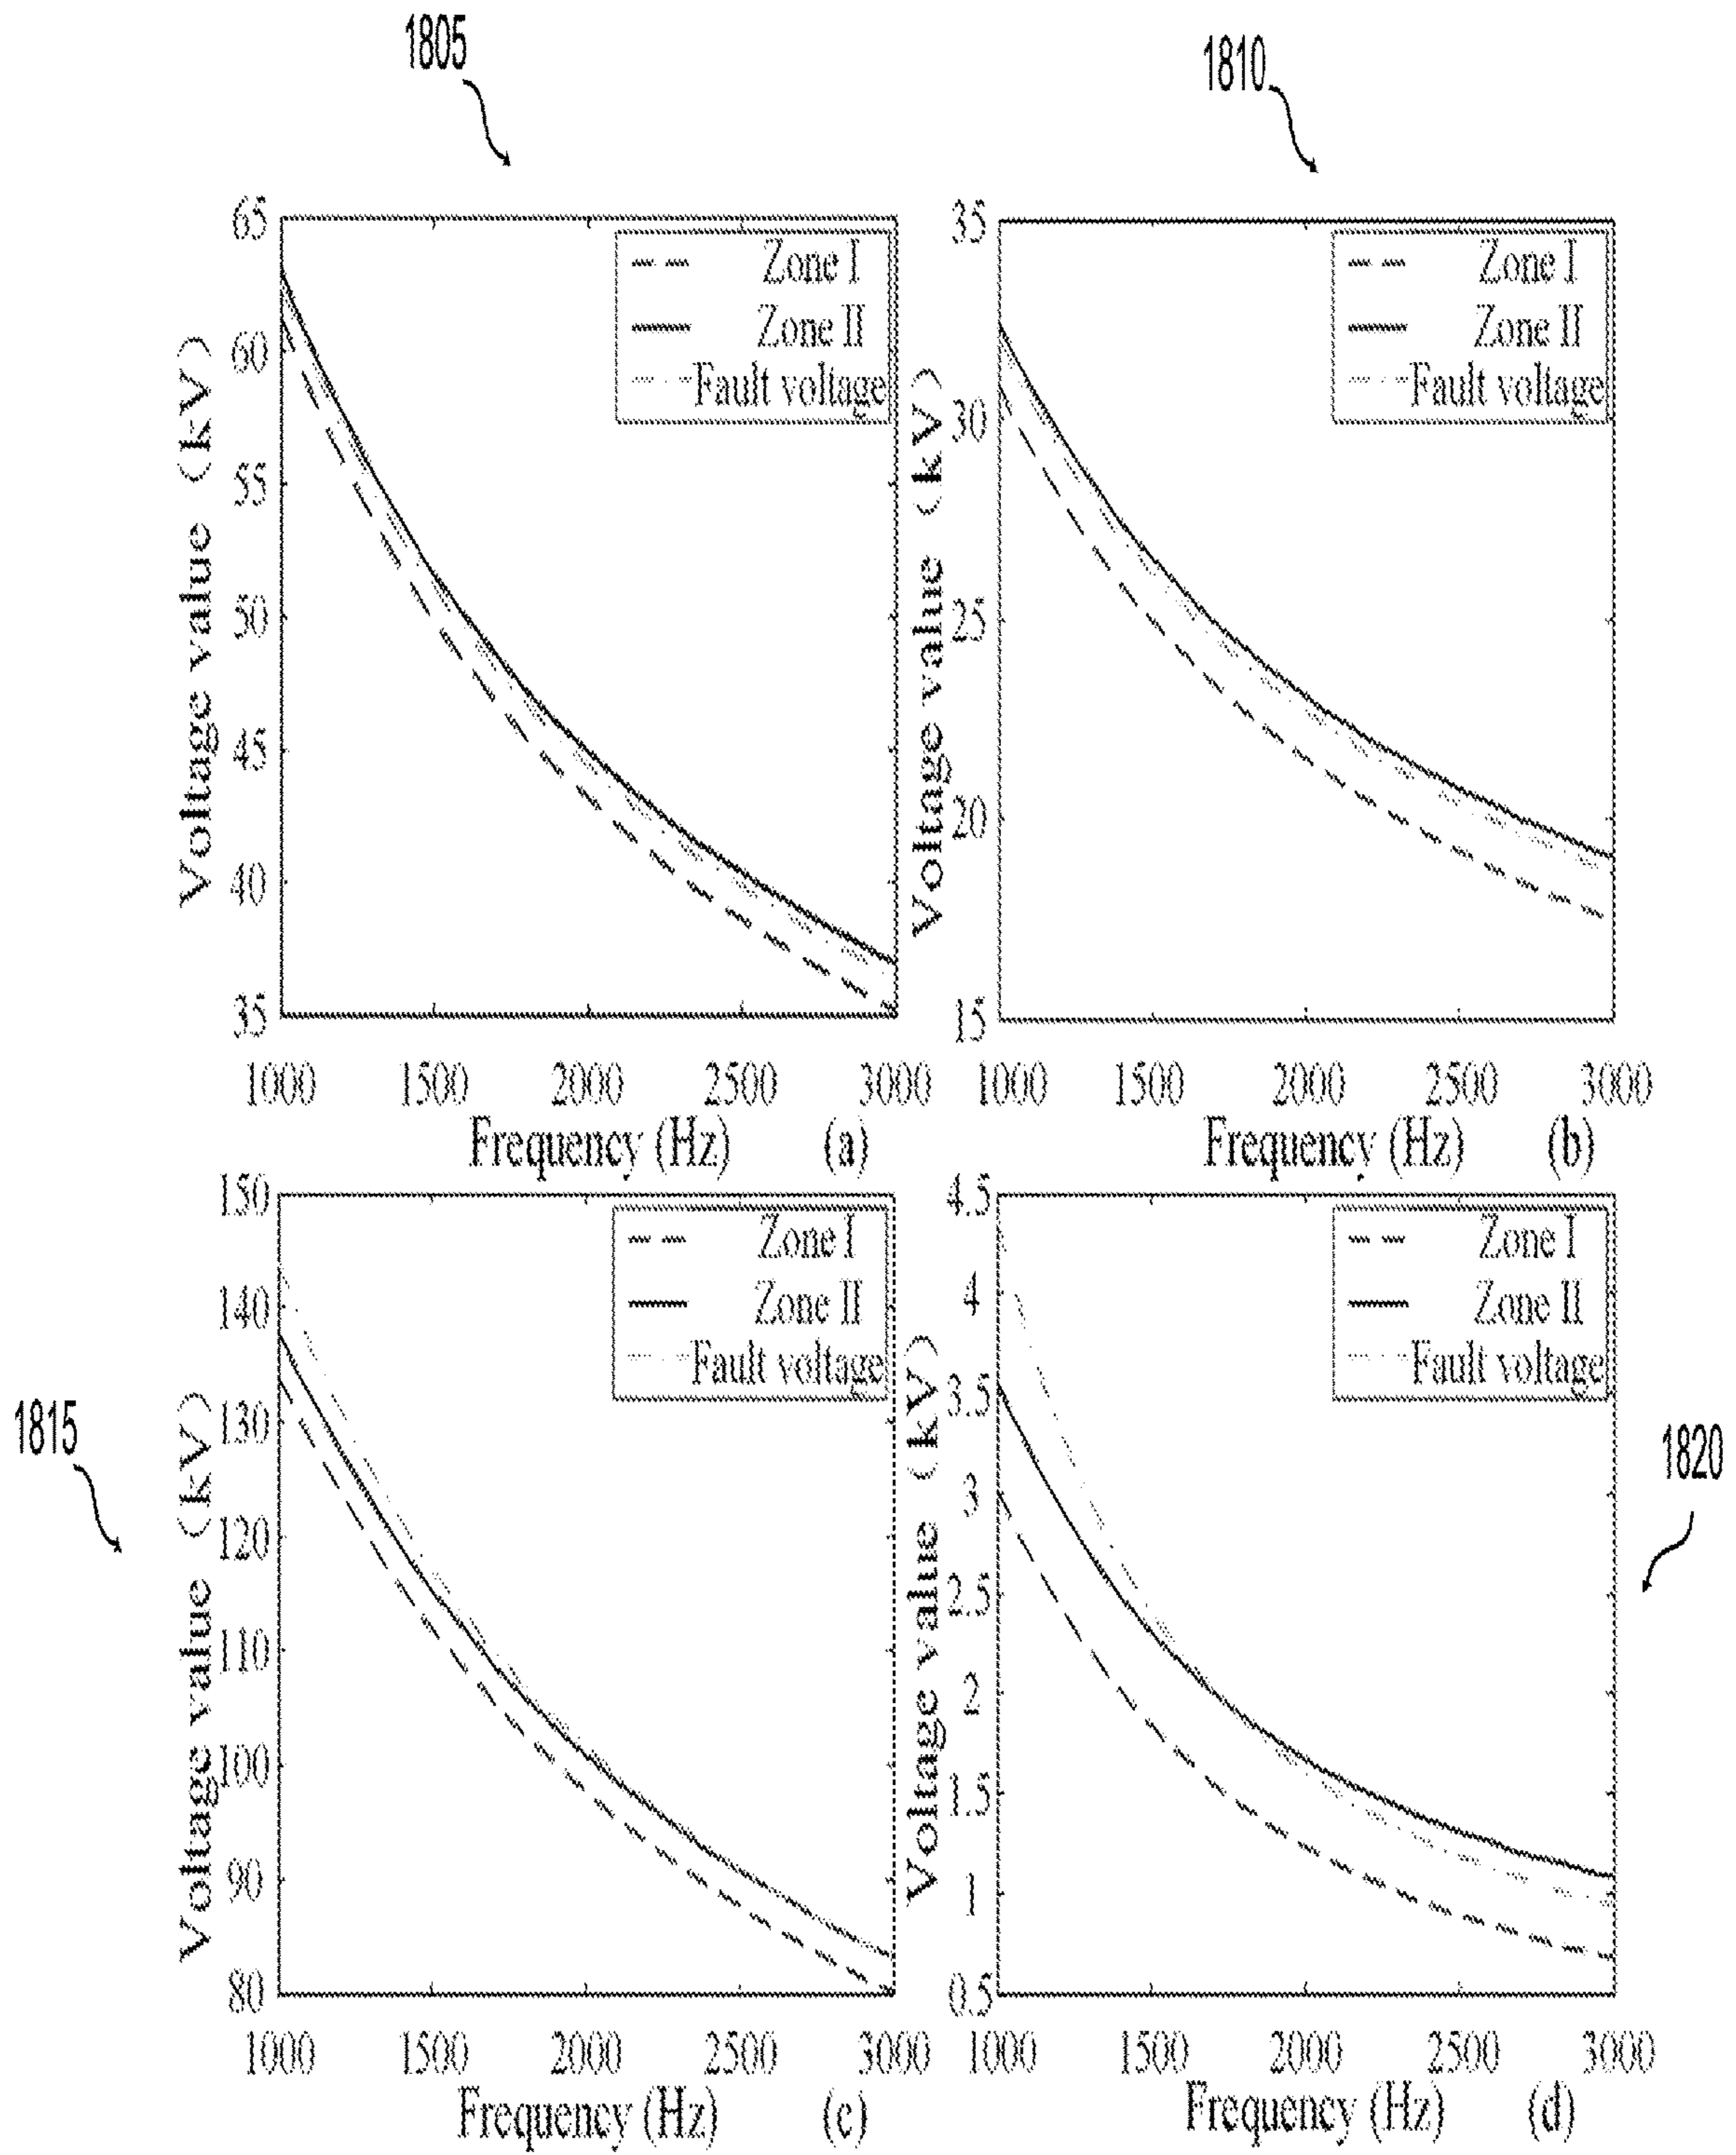 1805
1810
65
60
55
50
45
40
35
Voltage value (kV)
Zone I
Zone II
Fault voltage
1000 1500 2000 2500 3000
Frequency (Hz) (a)
35
30
25
20
15
Voltage value (kV)
Zone I
Zone II
Fault voltage
1000 1500 2000 2500 3000
Frequency (Hz) (b)
1815
150
140
130
120
110
100
90
80
Voltage value (kV)
Zone I
Zone II
Fault voltage
1000 1500 2000 2500 3000
Frequency (Hz) (c)
4.5
4
3.5
3
2.5
2
1.5
1
0.5
Voltage value (kV)
Zone I
Zone II
Fault voltage
1000 1500 2000 2500 3000
Frequency (Hz) (d)
1820